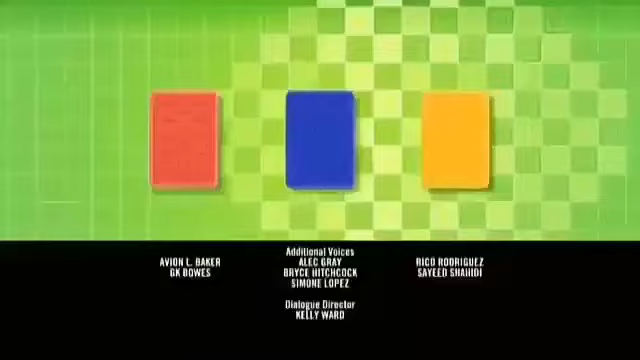 Additional Voices
AVION L. BAKER
GK BOWES
ALEC GRAY
BRYCE HITCHCOCK
SIMONE LOPEZ
RICO RODRIGUEZ
SAYEED SHAHIDI
Dialogue Director
KELLY WARD